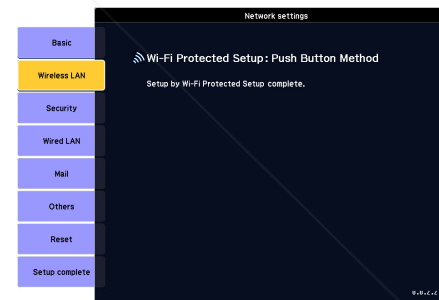 Network settings
Basic
Wireless LAN
Security
Wired LAN
Mail
Others
Reset
Setup complete
Wi-Fi Protected Setup: Push Button Method
Setup by Wi-Fi Protected Setup complete.